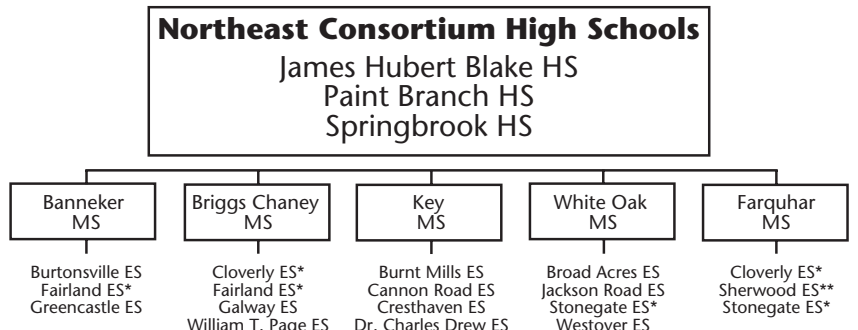 Northeast Consortium High Schools
James Hubert Blake HS
Paint Branch HS
Springbrook HS
Banneker
MS
Briggs Chaney
MS
Key
MS
White Oak
MS
Farquhar
MS
Burtonsville ES
Fairland ES*
Greencastle ES
Cloverly ES*
Fairland ES*
Galway ES
William T. Page ES
Burnt Mills ES
Cannon Road ES
Cresthaven ES
Dr. Charles Drew ES
Broad Acres ES
Jackson Road ES
Stonegate ES*
Westover ES
Cloverly ES*
Sherwood ES**
Stonegate ES*